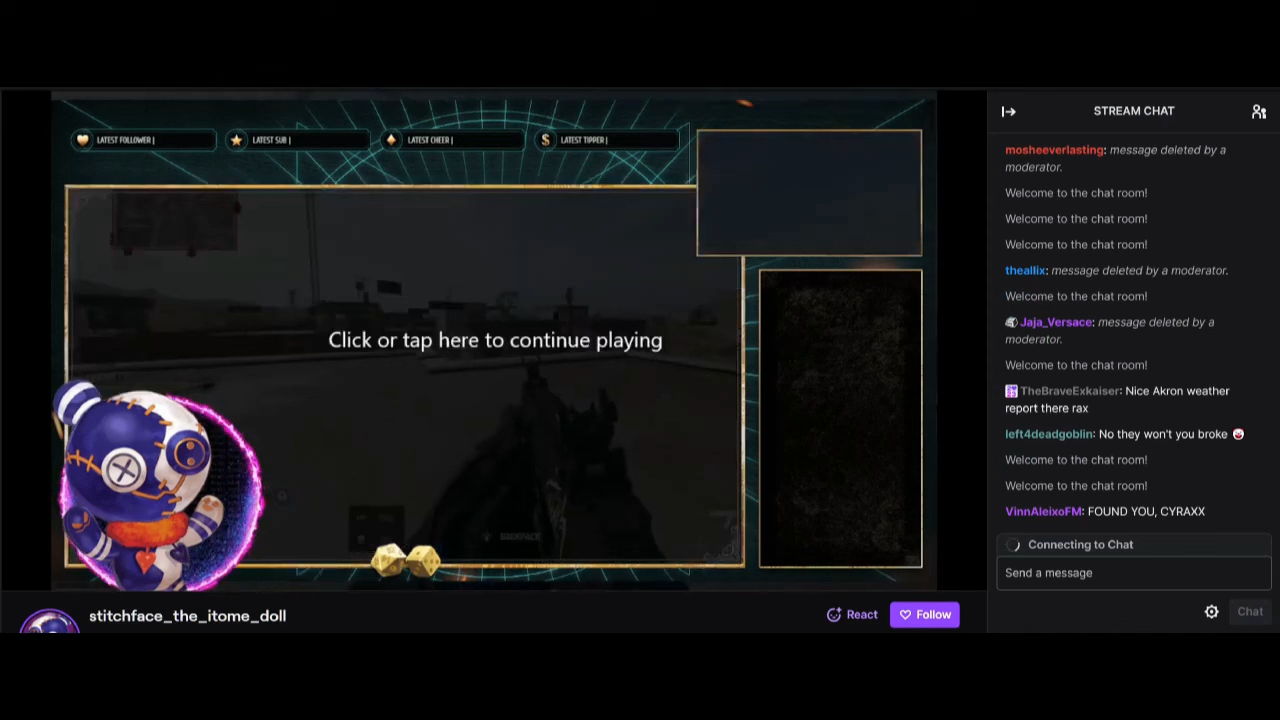 LATEST FOLLOWER |
LATEST SUB |
LATEST CHEER |
LATEST TIPPER |
Click or tap here to continue playing
stitchface_the_itome_doll
React
Follow
STREAM CHAT
mosheeverlasting: message deleted by a
moderator.
Welcome to the chat room!
Welcome to the chat room!
Welcome to the chat room!
theallix: message deleted by a moderator.
Welcome to the chat room!
Jaja_Versace: message deleted by a
moderator.
Welcome to the chat room!
TheBraveExkaiser: Nice Akron weather
report there rax
left4deadgoblin: No they won't you broke
Welcome to the chat room!
Welcome to the chat room!
VinnAleixoFM: FOUND YOU, CYRAXX
Connecting to Chat
Send a message
Chat